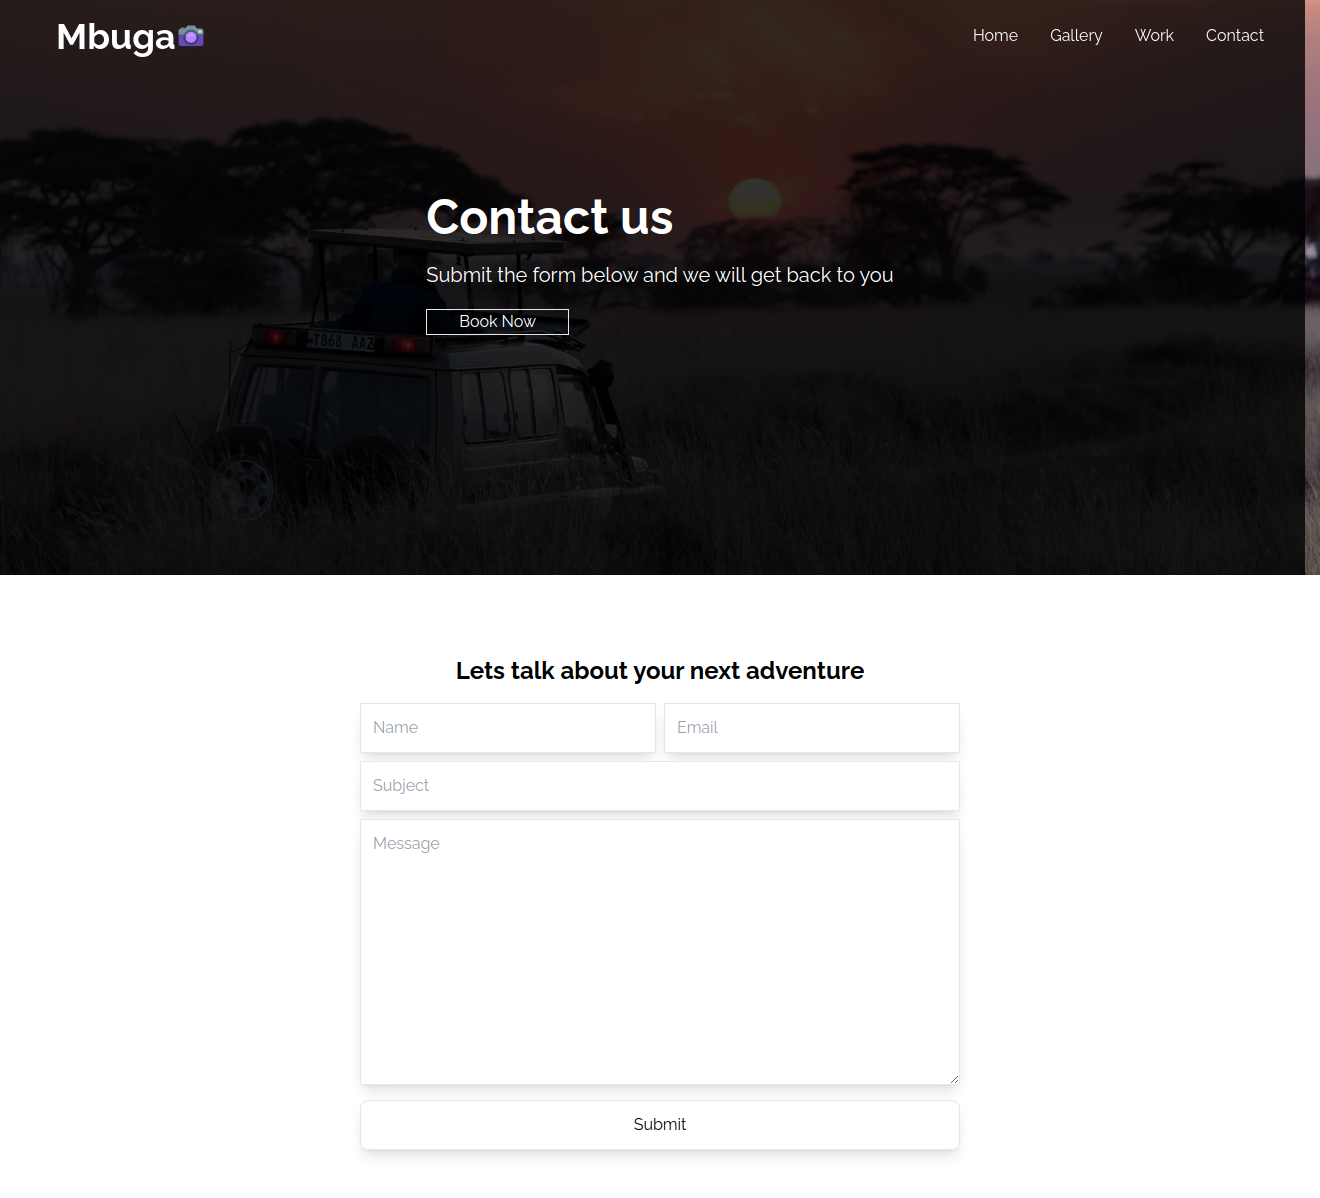 Mbuga
Home Gallery Work Contact
Contact us
Submit the form below and we will get back to you
Book Now
T868 AAZ
Lets talk about your next adventure
Name Email
Subject
Message
Submit